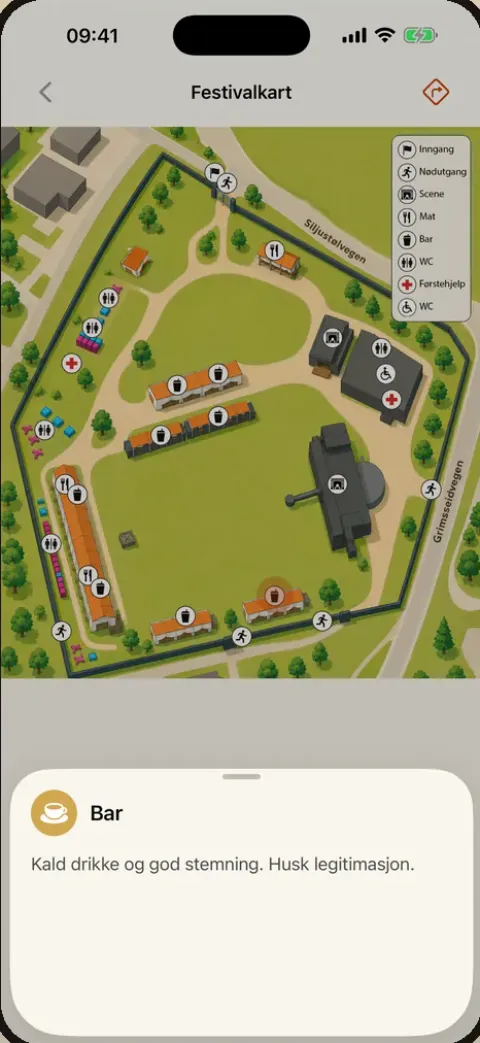 09:41
Festivalkart
Inngang
Nødutgang
Scene
Mat
Bar
WC
Førstehjelp
WC
Siljustølvegen
Grimsseidvegen
Bar
Kald drikke og god stemning. Husk legitimasjon.